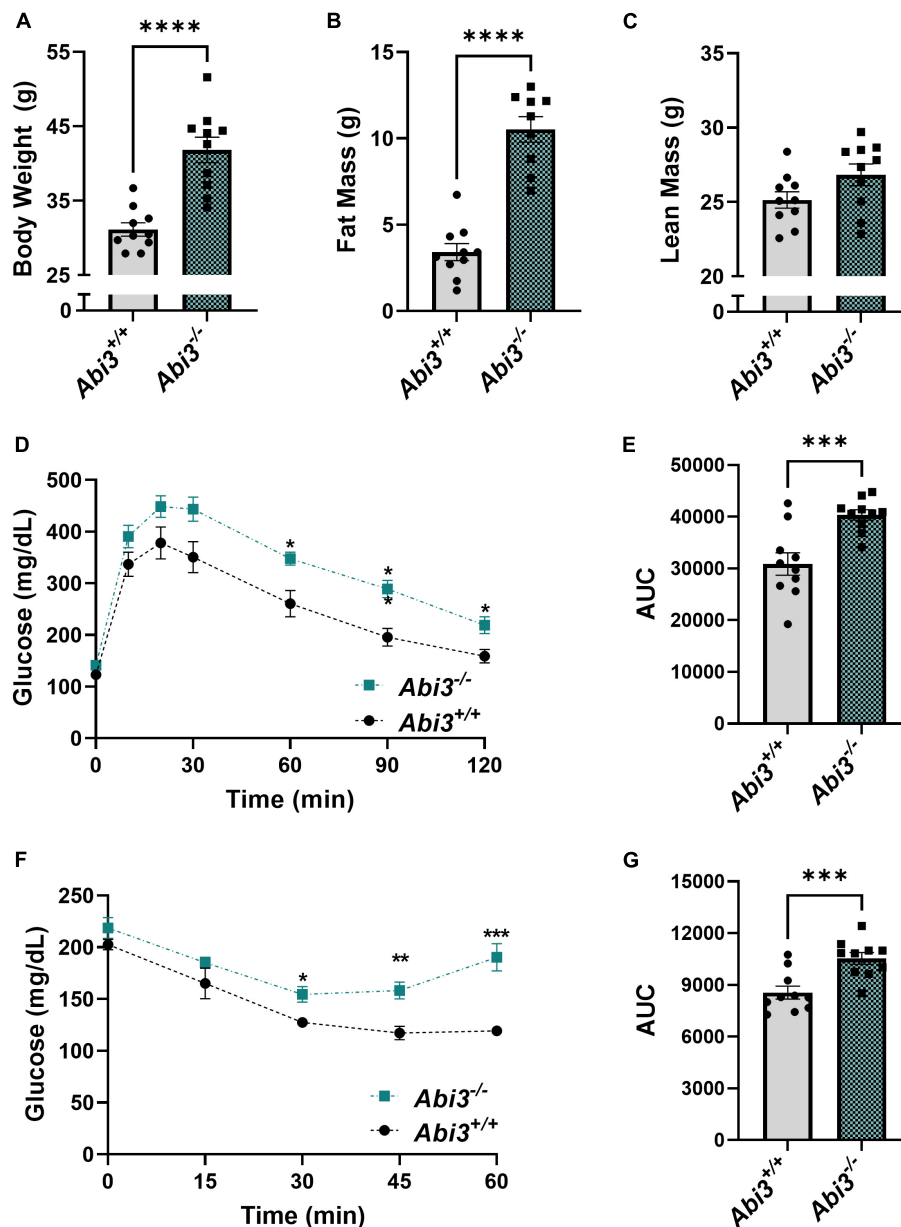 A
****
Body Weight (g)
55
45
35
25
0
Abi3+/+
Abi3-/-
B
****
Fat Mass (g)
15
10
5
0
Abi3+/+
Abi3-/-
C
Lean Mass (g)
35
30
25
20
0
Abi3+/+
Abi3-/-
D
Glucose (mg/dL)
500
400
300
200
100
0
*
*
*
*
Abi3-/-
Abi3+/+
0 30 60 90 120
Time (min)
E
***
AUC
50000
40000
30000
20000
10000
0
Abi3+/+
Abi3-/-
F
Glucose (mg/dL)
250
200
150
100
50
0
*
**
***
Abi3-/-
Abi3+/+
0 15 30 45 60
Time (min)
G
***
AUC
15000
12000
9000
6000
3000
0
Abi3+/+
Abi3-/-